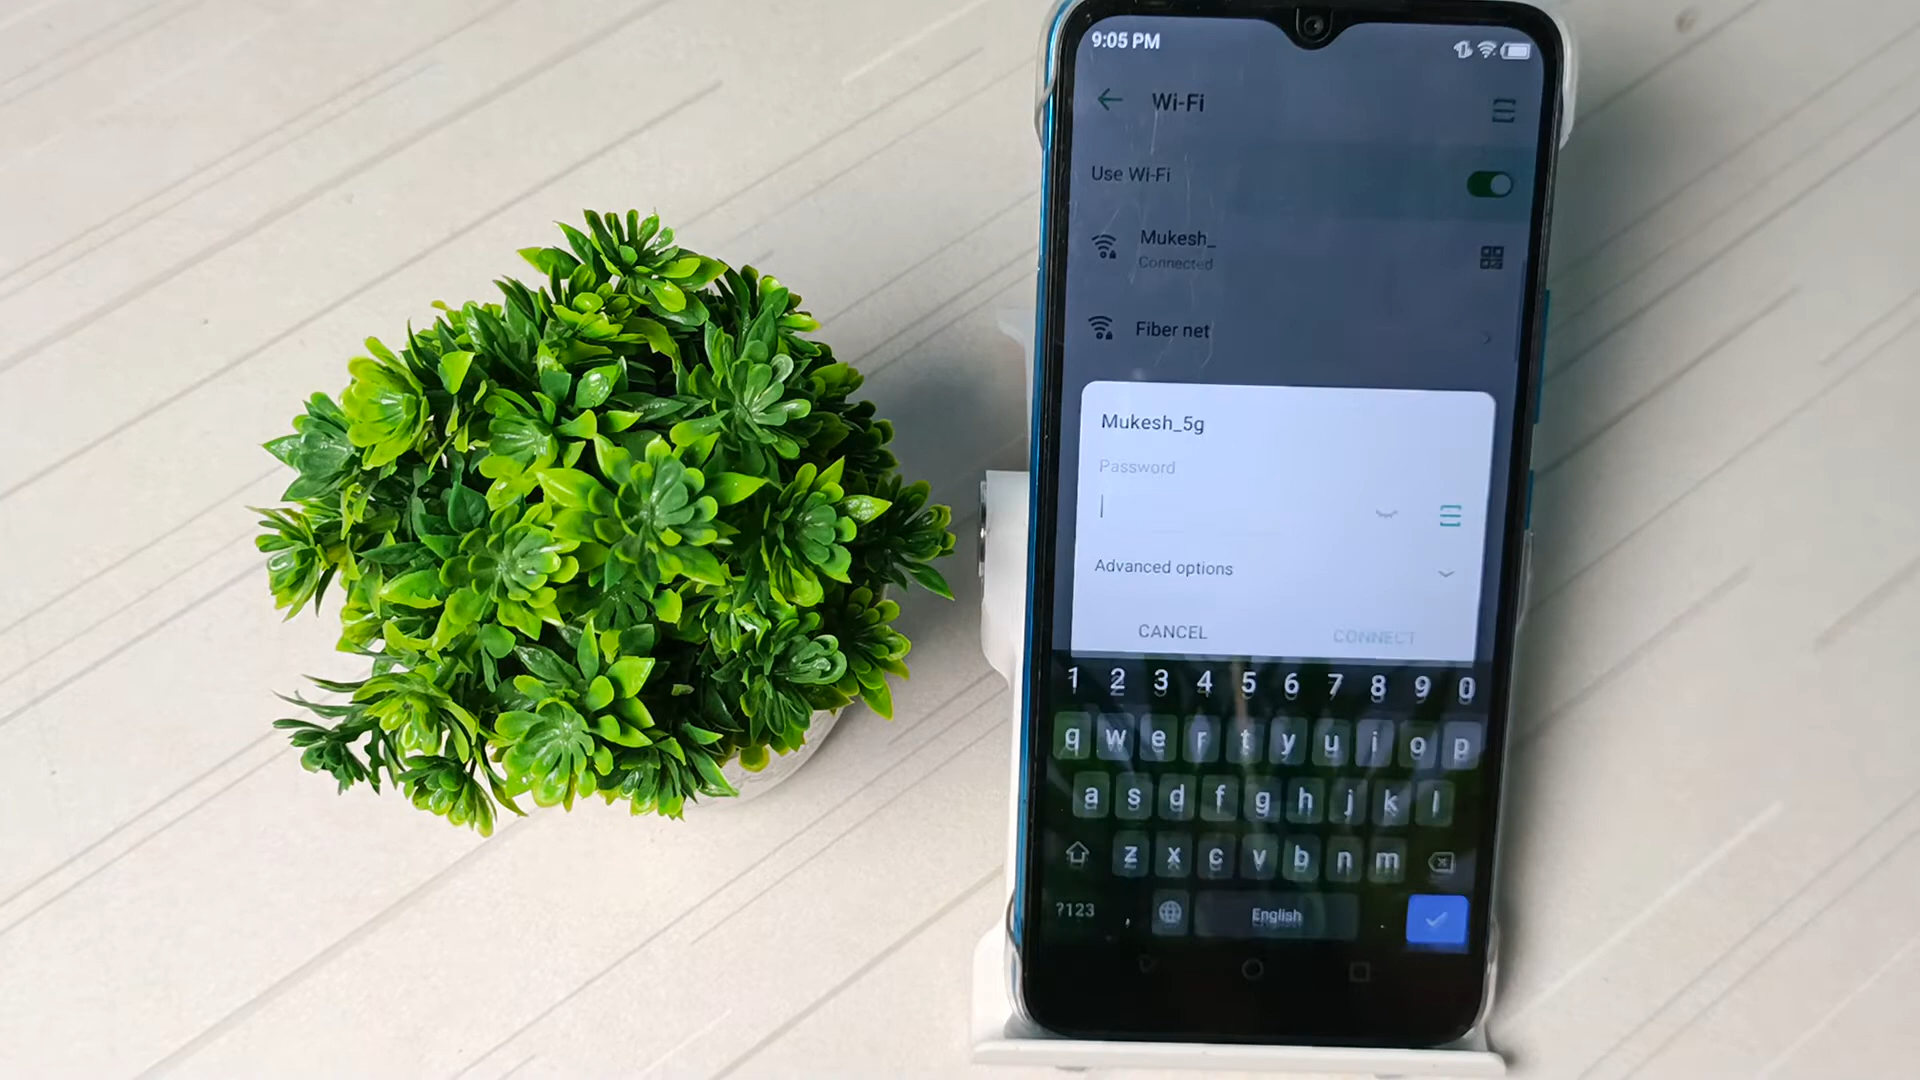 9:05 PM
Wi-Fi
Use Wi-Fi
Mukesh_
Connected
Fiber net
Mukesh_5g
Password
Advanced options
CANCEL CONNECT
1 2 3 4 5 6 7 8 9 0
q w e r t y u i o p
a s d f g h j k l
z x c v b n m
?123 , English .